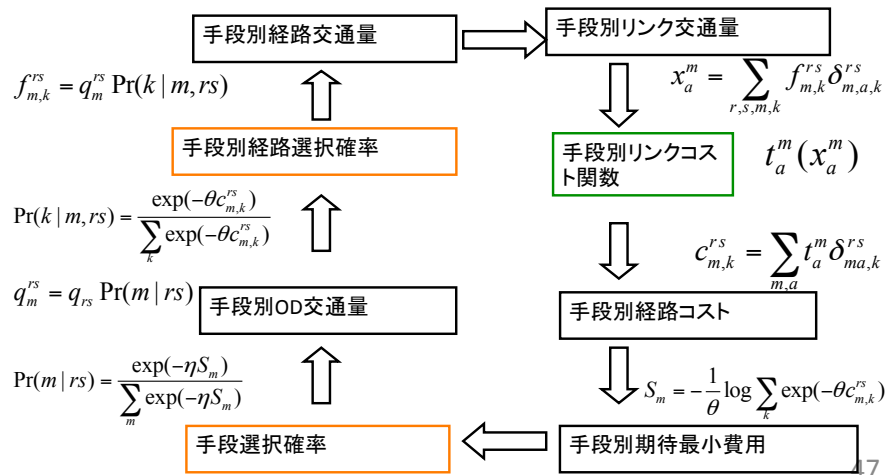 手段別経路交通量
手段別リンク交通量
f_{m,k}^{rs} = q_m^{rs} Pr(k | m, rs)
x_a^m = ∑_{r,s,m,k} f_{m,k}^{rs} δ_{m,a,k}^{rs}
手段別経路選択確率
手段別リンクコス
ト関数
t_a^m (x_a^m)
Pr(k | m, rs) = exp(-θc_{m,k}^{rs}) / ∑_k exp(-θc_{m,k}^{rs})
c_{m,k}^{rs} = ∑_{m,a} t_a^m δ_{ma,k}^{rs}
q_m^{rs} = q_{rs} Pr(m | rs)
手段別OD交通量
手段別経路コスト
Pr(m | rs) = exp(-ηS_m) / ∑_m exp(-ηS_m)
S_m = -1/θ log ∑_k exp(-θc_{m,k}^{rs})
手段選択確率
手段別期待最小費用
47